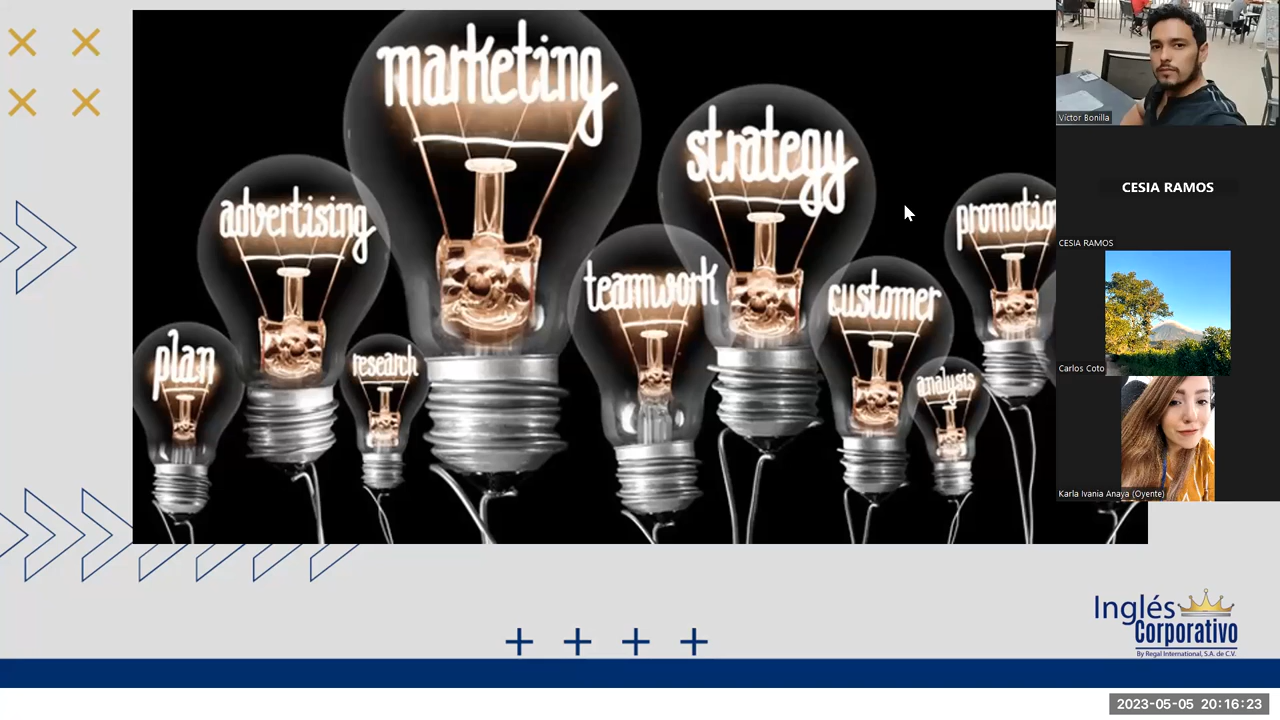 marketing
strategy
advertising
promotio
teamwork
customer
plan
research
analysis
Víctor Bonilla
CESIA RAMOS
CESIA RAMOS
Carlos Coto
Karla Ivania Anaya (Oyente)
Inglés
Corporativo
By Regal International, S.A. de C.V.
2023-05-05 20:16:23